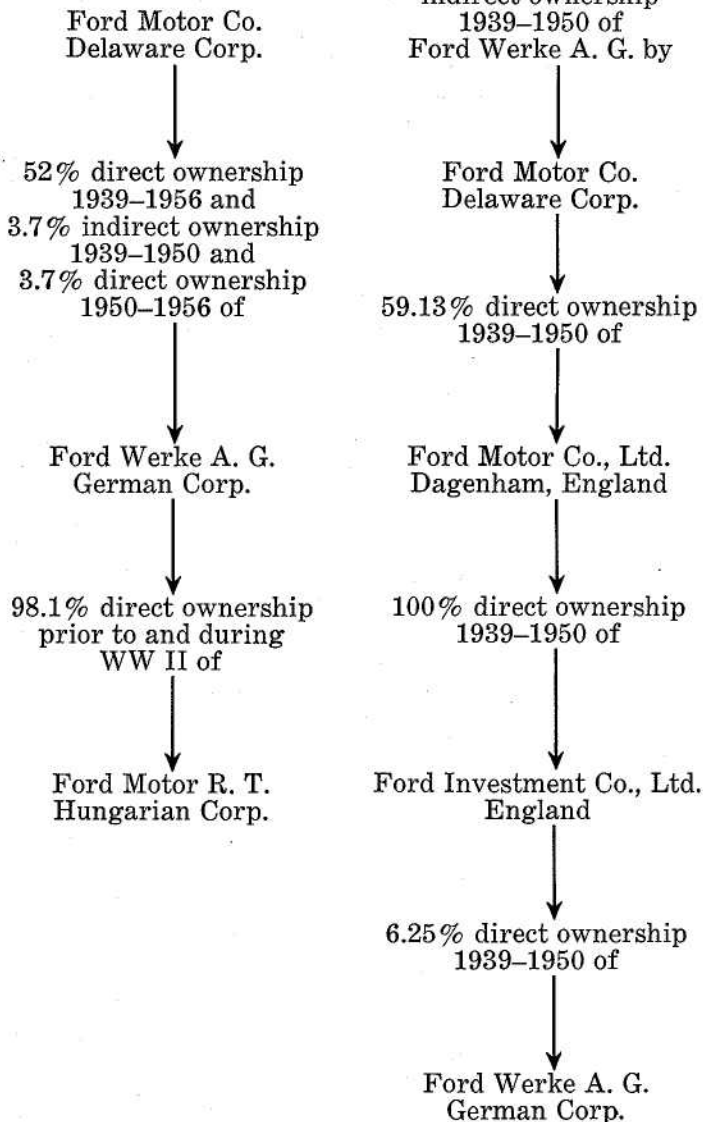 Ford Motor Co.
Delaware Corp.
52% direct ownership
1939–1956 and
3.7% indirect ownership
1939–1950 and
3.7% direct ownership
1950–1956 of
Ford Werke A. G.
German Corp.
98.1% direct ownership
prior to and during
WW II of
Ford Motor R. T.
Hungarian Corp.
indirect ownership
1939–1950 of
Ford Werke A. G. by
Ford Motor Co.
Delaware Corp.
59.13% direct ownership
1939–1950 of
Ford Motor Co., Ltd.
Dagenham, England
100% direct ownership
1939–1950 of
Ford Investment Co., Ltd.
England
6.25% direct ownership
1939–1950 of
Ford Werke A. G.
German Corp.